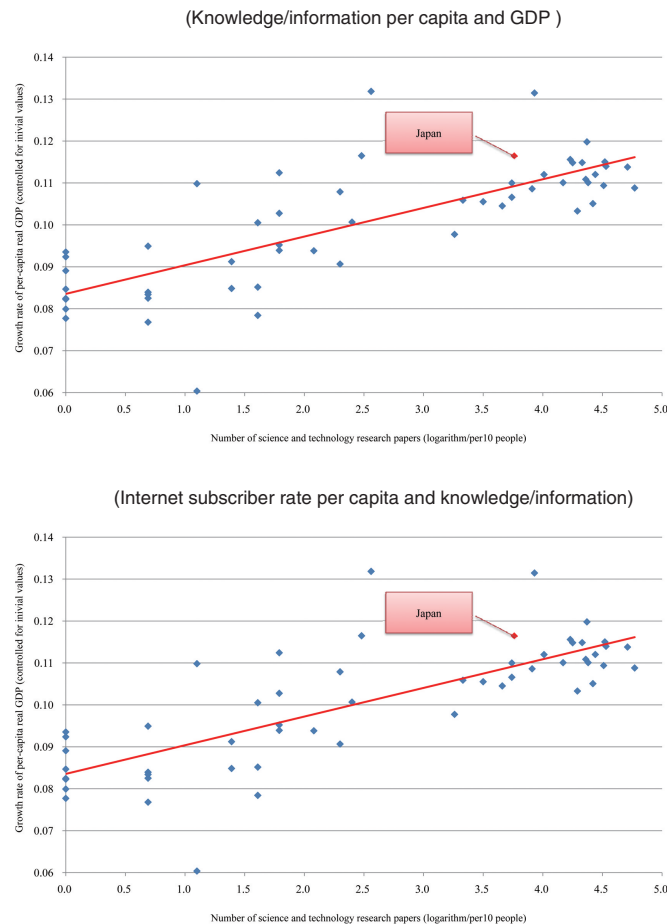 (Knowledge/information per capita and GDP )
Growth rate of per-capita real GDP (controlled for inivial values)
0.14
0.13
0.12
0.11
0.10
0.09
0.08
0.07
0.06
Japan
0.0 0.5 1.0 1.5 2.0 2.5 3.0 3.5 4.0 4.5 5.0
Number of science and technology research papers (logarithm/per10 people)
(Internet subscriber rate per capita and knowledge/information)
Growth rate of per-capita real GDP (controlled for inivial values)
0.14
0.13
0.12
0.11
0.10
0.09
0.08
0.07
0.06
Japan
0.0 0.5 1.0 1.5 2.0 2.5 3.0 3.5 4.0 4.5 5.0
Number of science and technology research papers (logarithm/per10 people)